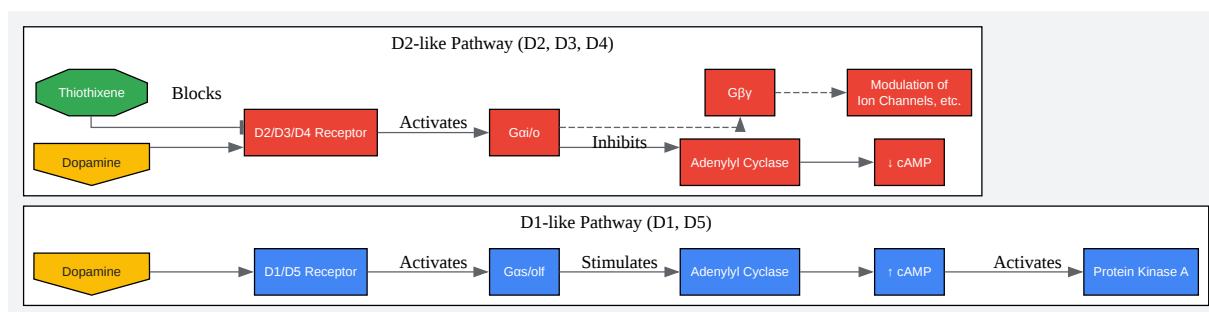 D2-like Pathway (D2, D3, D4)
Thiothixene
Blocks
Dopamine
D2/D3/D4 Receptor
Activates
Gαi/o
Inhibits
Gβγ
Modulation of
Ion Channels, etc.
Adenylyl Cyclase
↓ cAMP
D1-like Pathway (D1, D5)
Dopamine
D1/D5 Receptor
Activates
Gαs/olf
Stimulates
Adenylyl Cyclase
↑ cAMP
Activates
Protein Kinase A